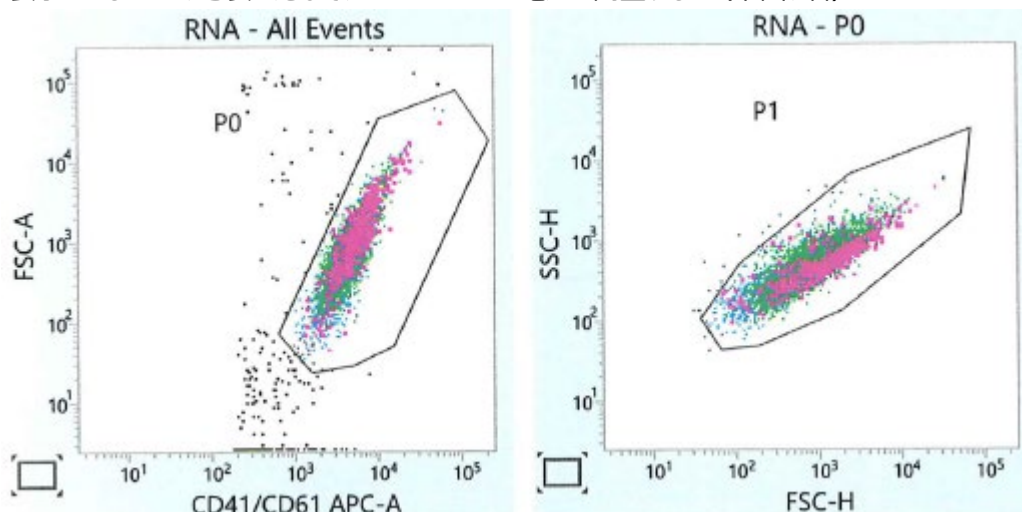 RNA - All Events
P0
FSC-A
10⁵
10⁴
10³
10²
10¹
10¹ 10² 10³ 10⁴ 10⁵
CD41/CD61 APC-A
RNA - P0
P1
SSC-H
10⁵
10⁴
10³
10²
10¹
10¹ 10² 10³ 10⁴ 10⁵
FSC-H